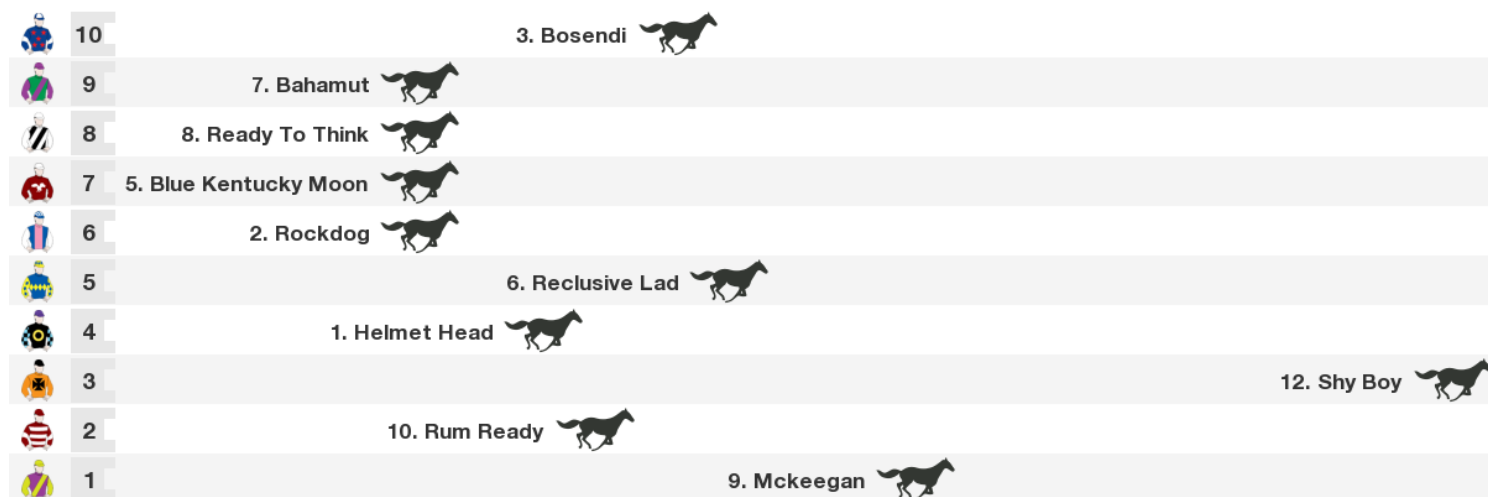 10 3. Bosendi
9 7. Bahamut
8 8. Ready To Think
7 5. Blue Kentucky Moon
6 2. Rockdog
5 6. Reclusive Lad
4 1. Helmet Head
3 12. Shy Boy
2 10. Rum Ready
1 9. Mckeegan